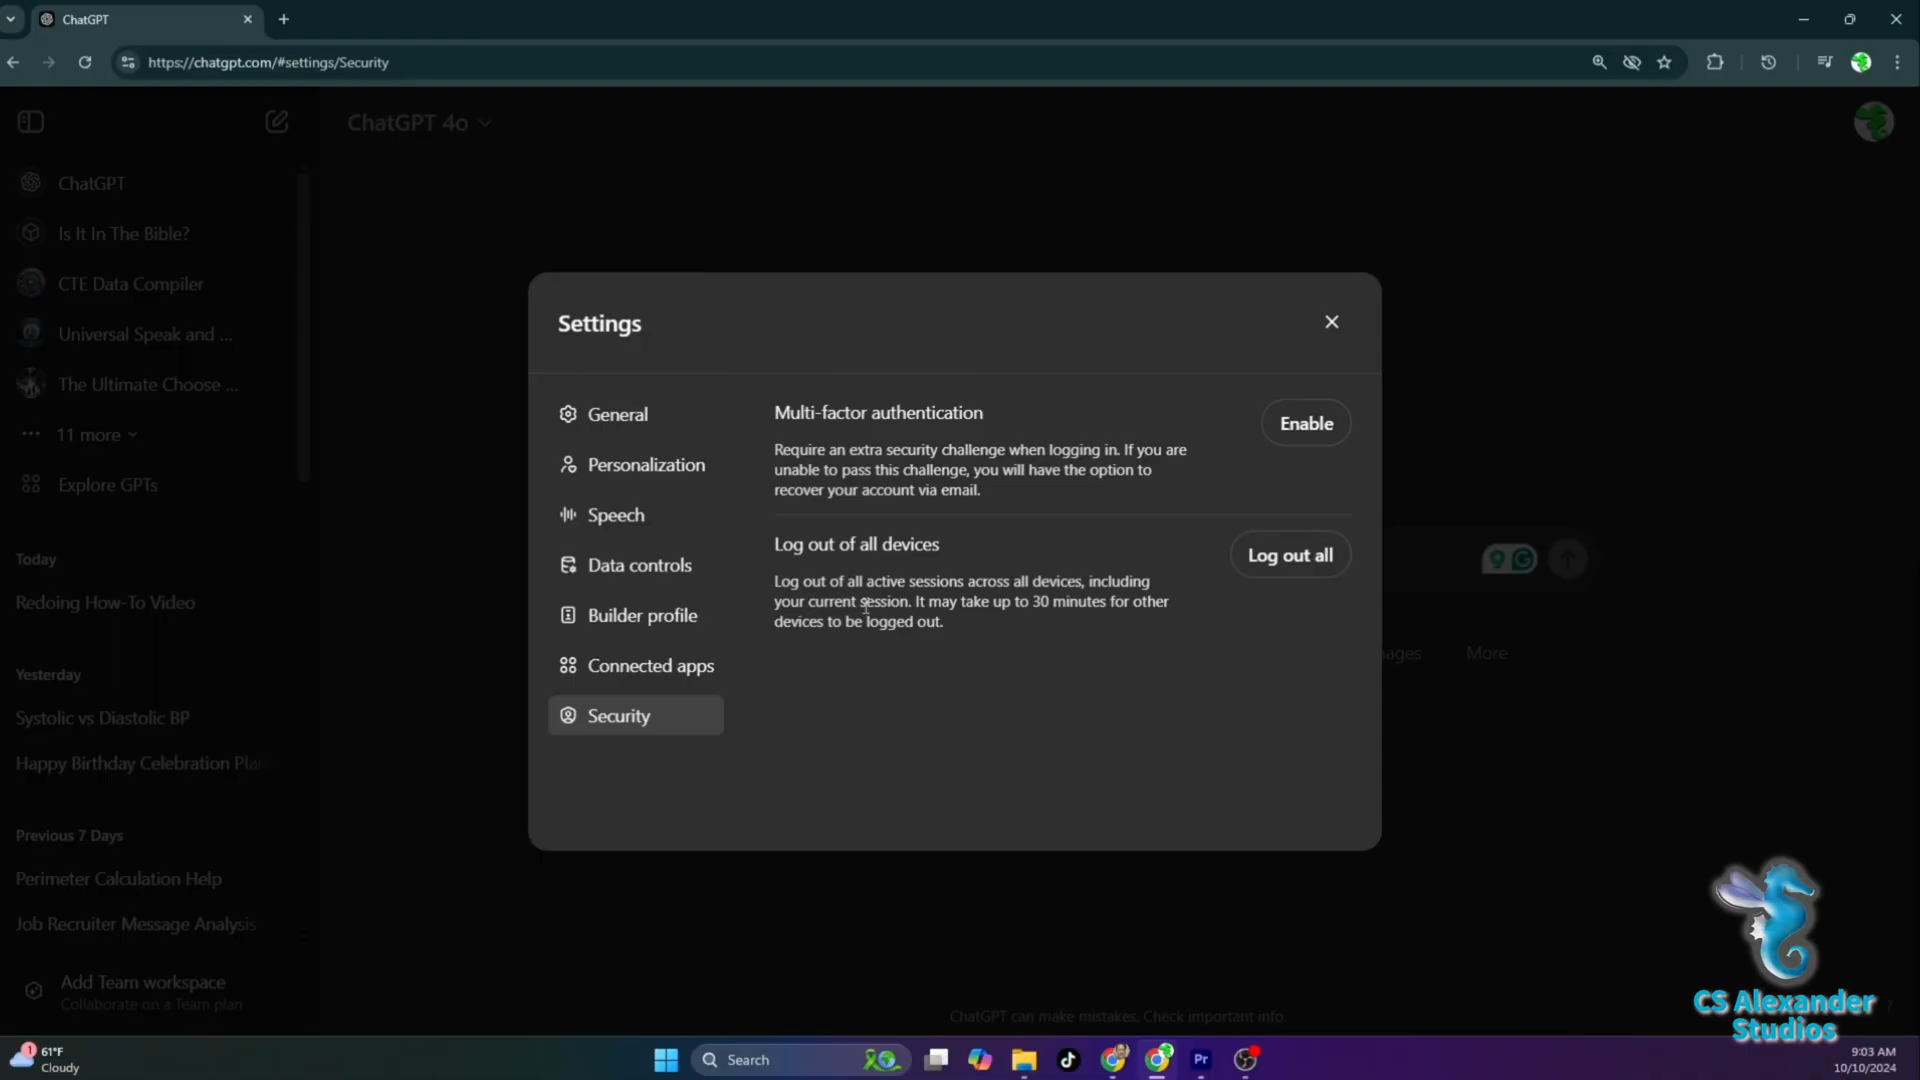 ChatGPT
https://chatgpt.com/#settings/Security
ChatGPT 4o
ChatGPT
Is It In The Bible?
CTE Data Compiler
Universal Speak and ...
The Ultimate Choose ...
11 more
Explore GPTs
Today
Redoing How-To Video
Yesterday
Systolic vs Diastolic BP
Happy Birthday Celebration Plan
Previous 7 Days
Perimeter Calculation Help
Job Recruiter Message Analysis
Add Team workspace
Collaborate on a Team plan
Settings
General
Personalization
Speech
Data controls
Builder profile
Connected apps
Security
Multi-factor authentication
Enable
Require an extra security challenge when logging in. If you are
unable to pass this challenge, you will have the option to
recover your account via email.
Log out of all devices
Log out all
Log out of all active sessions across all devices, including
your current session. It may take up to 30 minutes for other
devices to be logged out.
More
ChatGPT can make mistakes. Check important info.
CS Alexander
Studios
1
61°F
Cloudy
Search
Pr
9:03 AM
10/10/2024